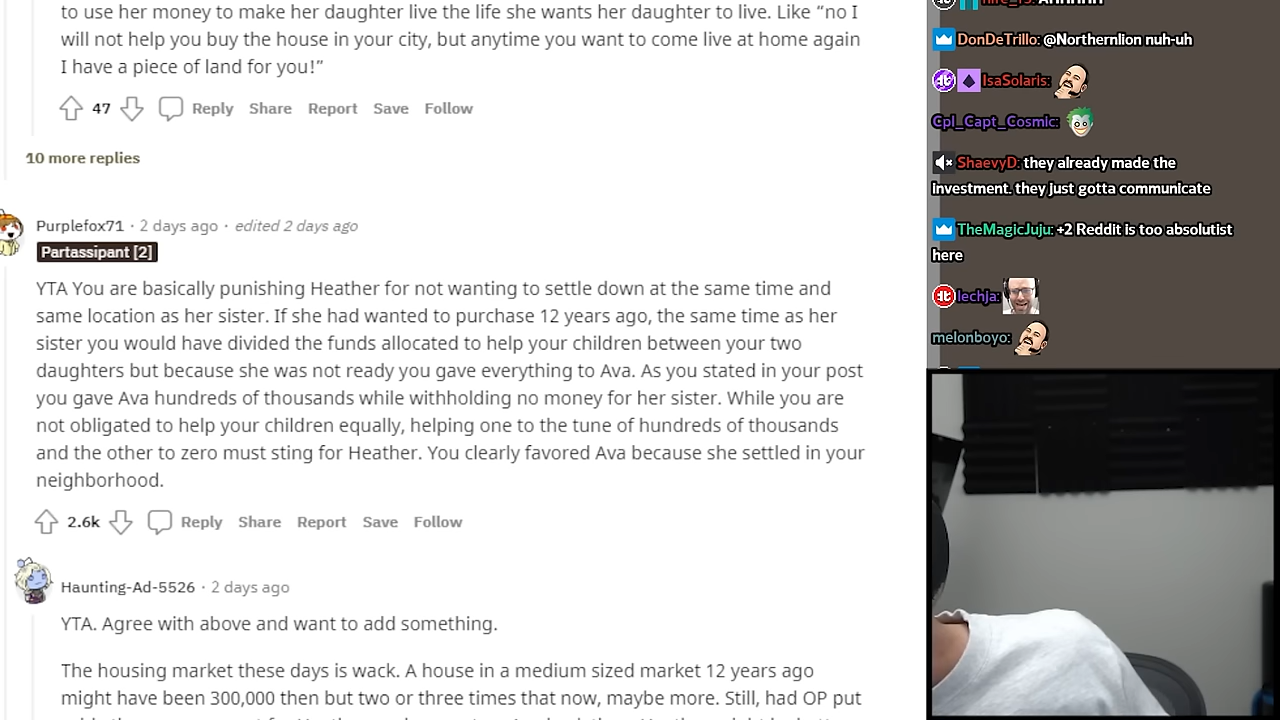 to use her money to make her daughter live the life she wants her daughter to live. Like “no I
will not help you buy the house in your city, but anytime you want to come live at home again
I have a piece of land for you!”
47 Reply Share Report Save Follow
10 more replies
Purplefox71 · 2 days ago · edited 2 days ago
Partassipant [2]
YTA You are basically punishing Heather for not wanting to settle down at the same time and
same location as her sister. If she had wanted to purchase 12 years ago, the same time as her
sister you would have divided the funds allocated to help your children between your two
daughters but because she was not ready you gave everything to Ava. As you stated in your post
you gave Ava hundreds of thousands while withholding no money for her sister. While you are
not obligated to help your children equally, helping one to the tune of hundreds of thousands
and the other to zero must sting for Heather. You clearly favored Ava because she settled in your
neighborhood.
2.6k Reply Share Report Save Follow
Haunting-Ad-5526 · 2 days ago
YTA. Agree with above and want to add something.
The housing market these days is wack. A house in a medium sized market 12 years ago
might have been 300,000 then but two or three times that now, maybe more. Still, had OP put
DonDeTrillo: @Northernlion nuh-uh
IsaSolaris:
Cpl_Capt_Cosmic:
ShaevyD: they already made the
investment. they just gotta communicate
TheMagicJuju: +2 Reddit is too absolutist
here
lechja:
melonboyo: